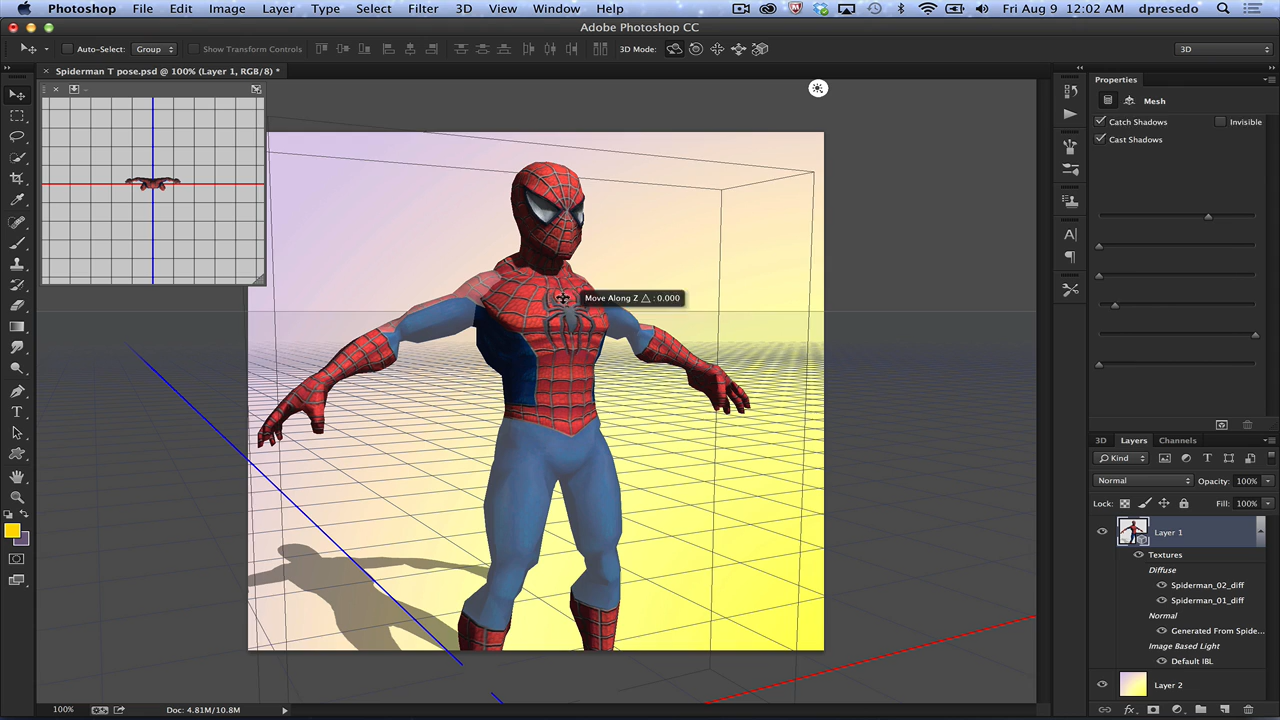 Photoshop File Edit Image Layer Type Select Filter 3D View Window Help Fri Aug 9 12:02 AM dpresedo
Adobe Photoshop CC
Auto-Select: Group Show Transform Controls 3D Mode: 3D
Spiderman T pose.psd @ 100% (Layer 1, RGB/8) *
Properties
Mesh
Catch Shadows Invisible
Cast Shadows
Move Along Z △ : 0.000
3D Layers Channels
Kind
Normal Opacity: 100%
Lock: Fill: 100%
Layer 1
Textures
Diffuse
Spiderman_02_diff
Spiderman_01_diff
Normal
Generated From Spide...
Image Based Light
Default IBL
Layer 2
100% Doc: 4.81M/10.8M